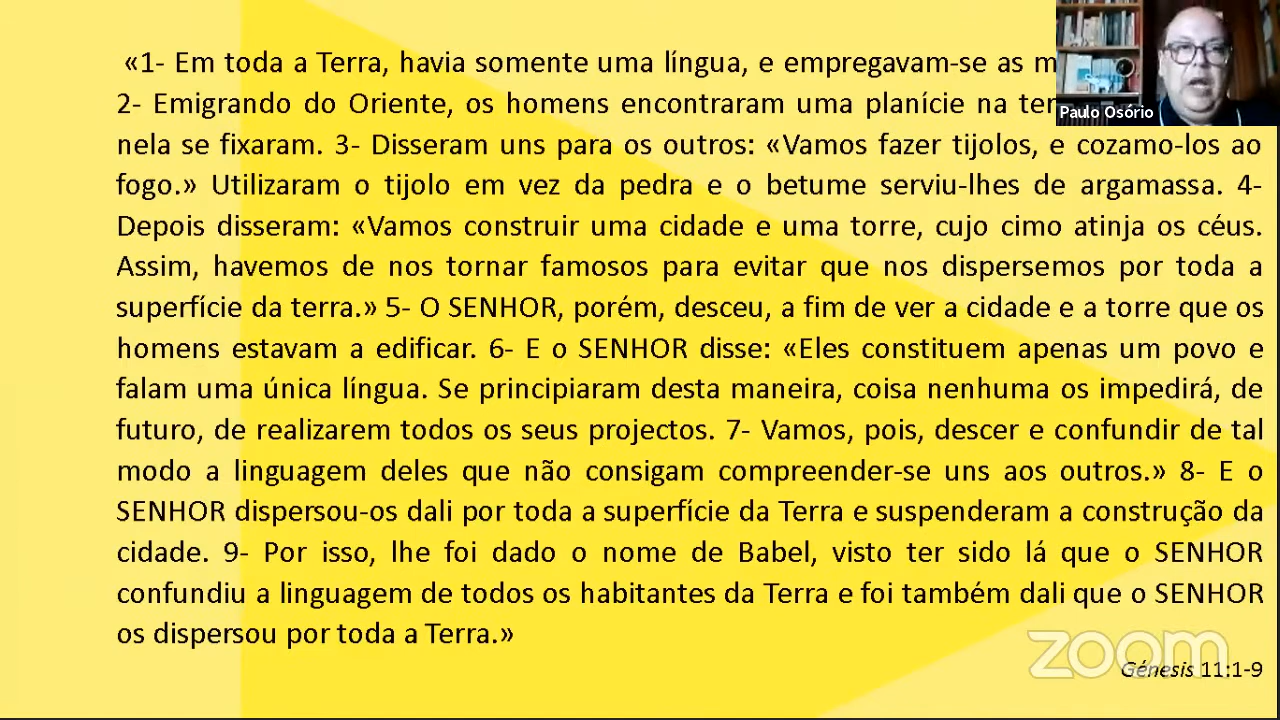 «1- Em toda a Terra, havia somente uma língua, e empregavam-se as
2- Emigrando do Oriente, os homens encontraram uma planície na
nela se fixaram. 3- Disseram uns para os outros: «Vamos fazer tijolos, e cozamo-los ao
fogo.» Utilizaram o tijolo em vez da pedra e o betume serviu-lhes de argamassa. 4-
Depois disseram: «Vamos construir uma cidade e uma torre, cujo cimo atinja os céus.
Assim, havemos de nos tornar famosos para evitar que nos dispersemos por toda a
superfície da terra.» 5- O SENHOR, porém, desceu, a fim de ver a cidade e a torre que os
homens estavam a edificar. 6- E o SENHOR disse: «Eles constituem apenas um povo e
falam uma única língua. Se principiaram desta maneira, coisa nenhuma os impedirá, de
futuro, de realizarem todos os seus projectos. 7- Vamos, pois, descer e confundir de tal
modo a linguagem deles que não consigam compreender-se uns aos outros.» 8- E o
SENHOR dispersou-os dali por toda a superfície da Terra e suspenderam a construção da
cidade. 9- Por isso, lhe foi dado o nome de Babel, visto ter sido lá que o SENHOR
confundiu a linguagem de todos os habitantes da Terra e foi também dali que o SENHOR
os dispersou por toda a Terra.»
Génesis 11:1-9
Paulo Osório
zoom